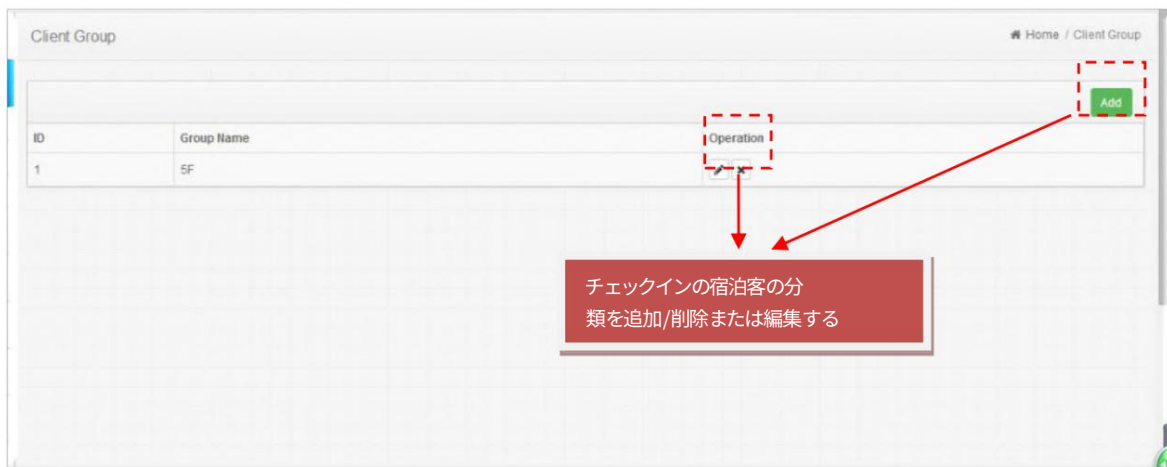 Client Group
Home / Client Group
Add
ID Group Name Operation
1 5F
チェックインの宿泊客の分
類を追加/削除または編集する